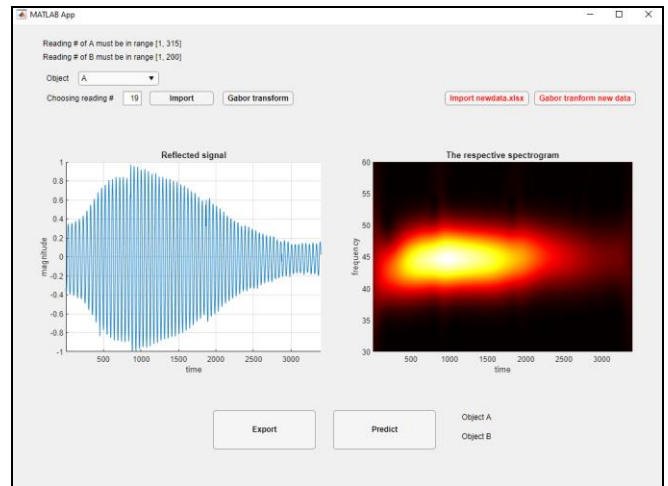 MATLAB App
Reading # of A must be in range [1, 315]
Reading # of B must be in range [1, 200]
Object A
Choosing reading # 19 Import Gabor transform Import newdata.xlsx Gabor tranform new data
Reflected signal
1
0.8
0.6
0.4
0.2
0
-0.2
-0.4
-0.6
-0.8
-1
magnitude
500 1000 1500 2000 2500 3000
time
The respective spectrogram
60
55
50
45
40
35
30
frequency
500 1000 1500 2000 2500 3000
time
Export Predict
Object A
Object B